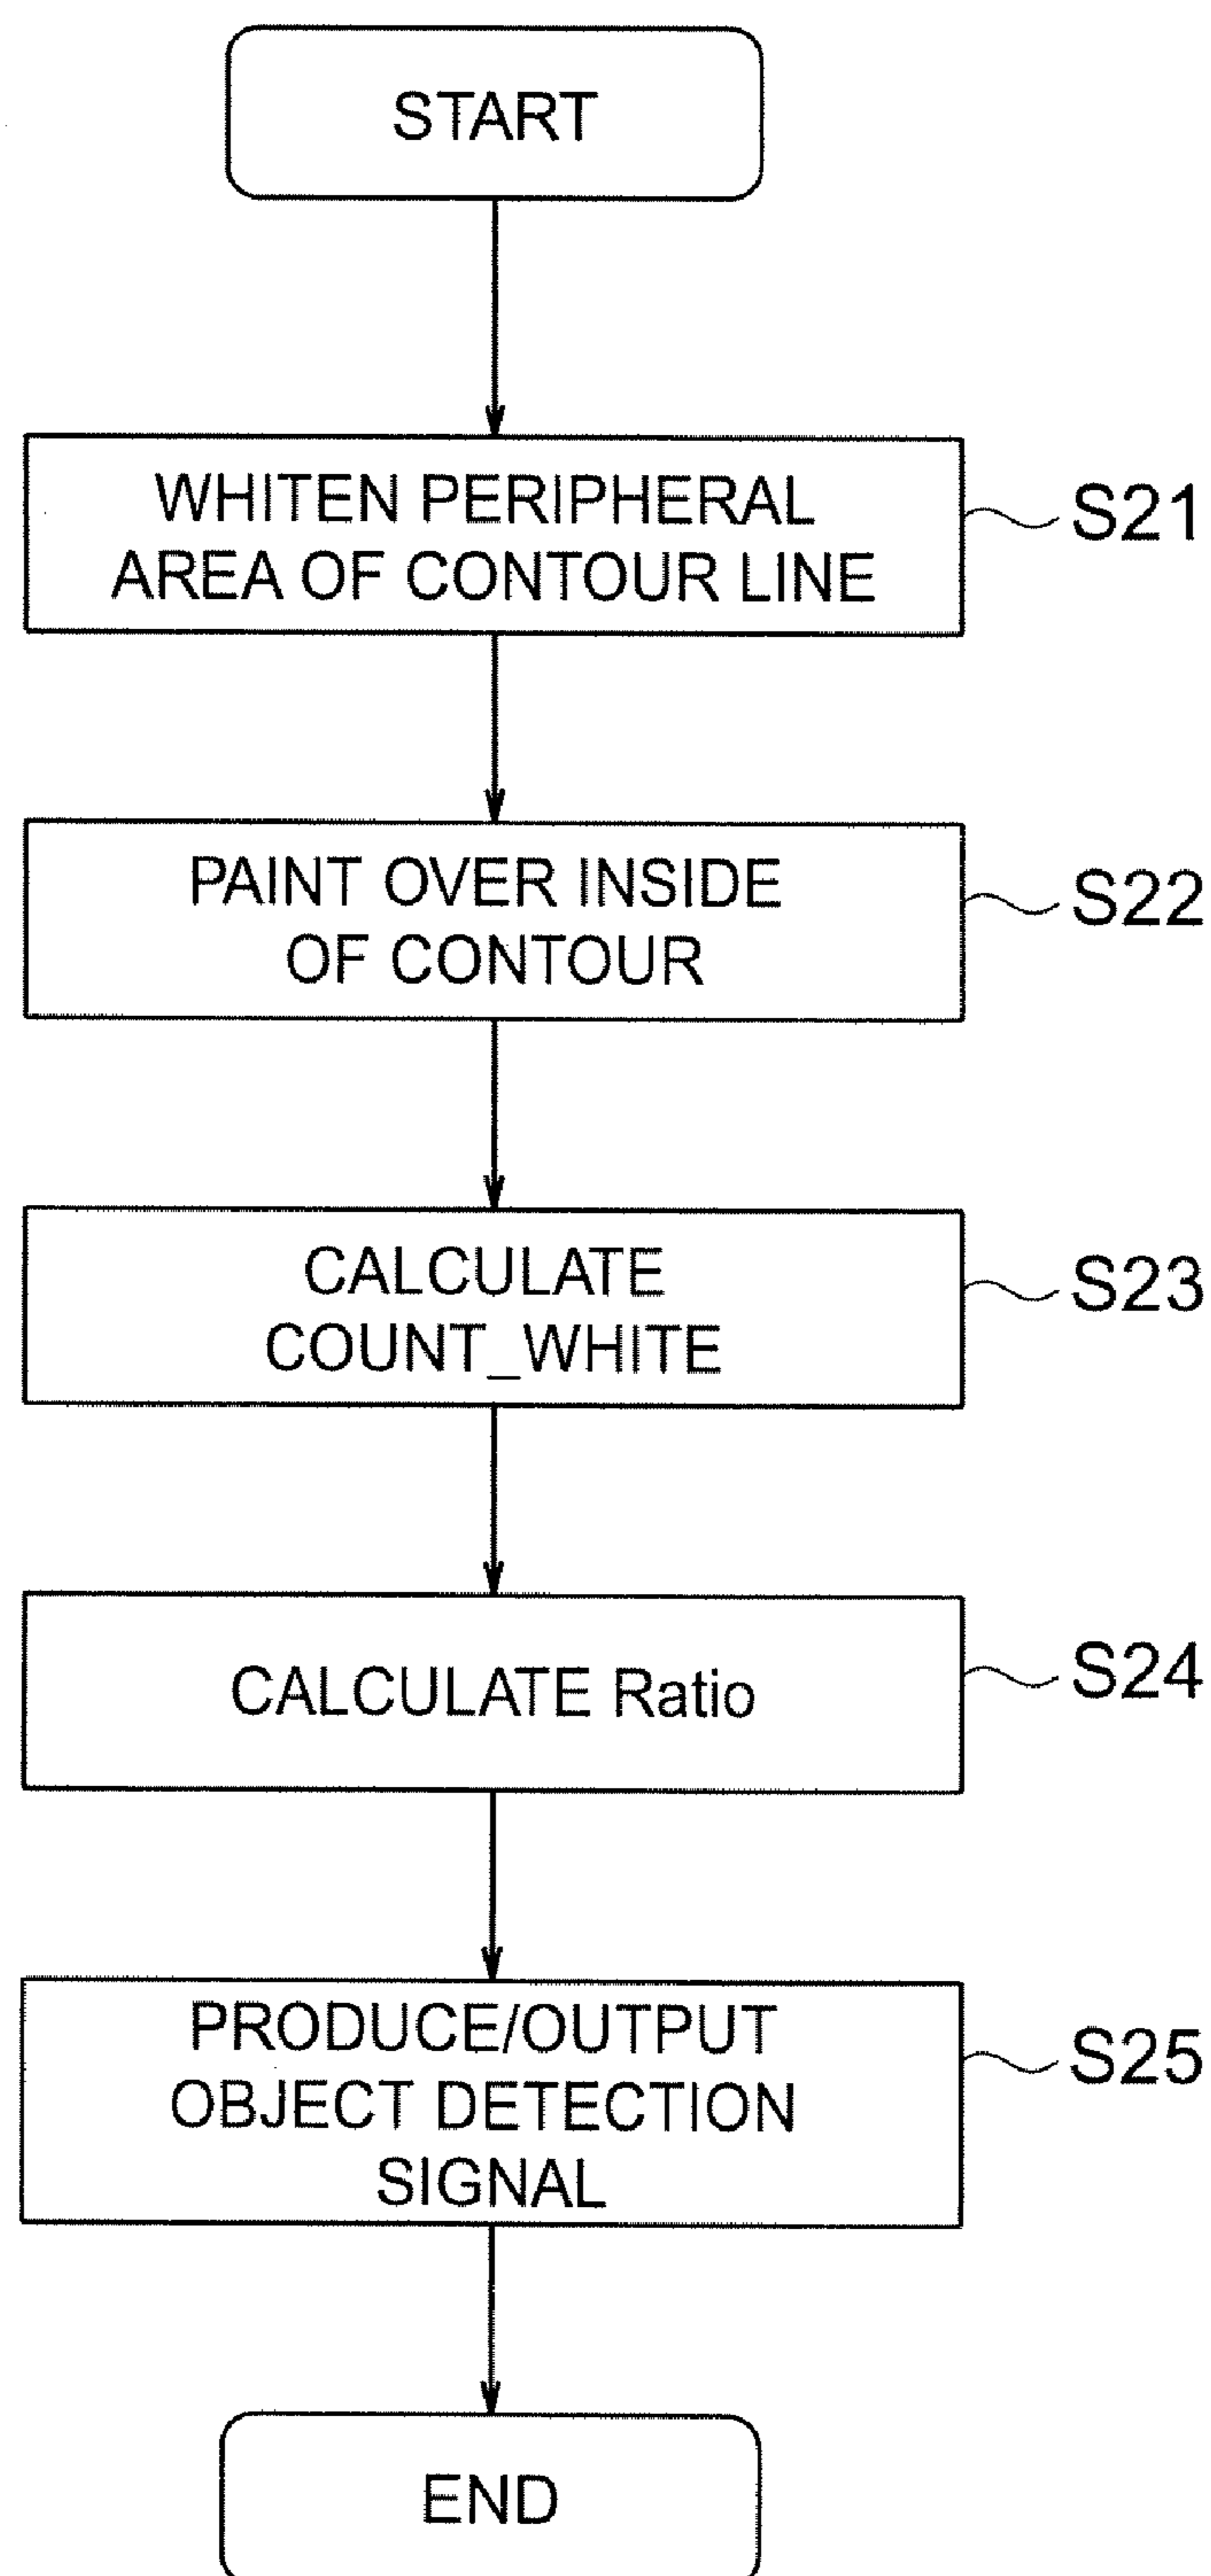 START
WHITEN PERIPHERAL
AREA OF CONTOUR LINE
S21
PAINT OVER INSIDE
OF CONTOUR
S22
CALCULATE
COUNT_WHITE
S23
CALCULATE Ratio
S24
PRODUCE/OUTPUT
OBJECT DETECTION
SIGNAL
S25
END